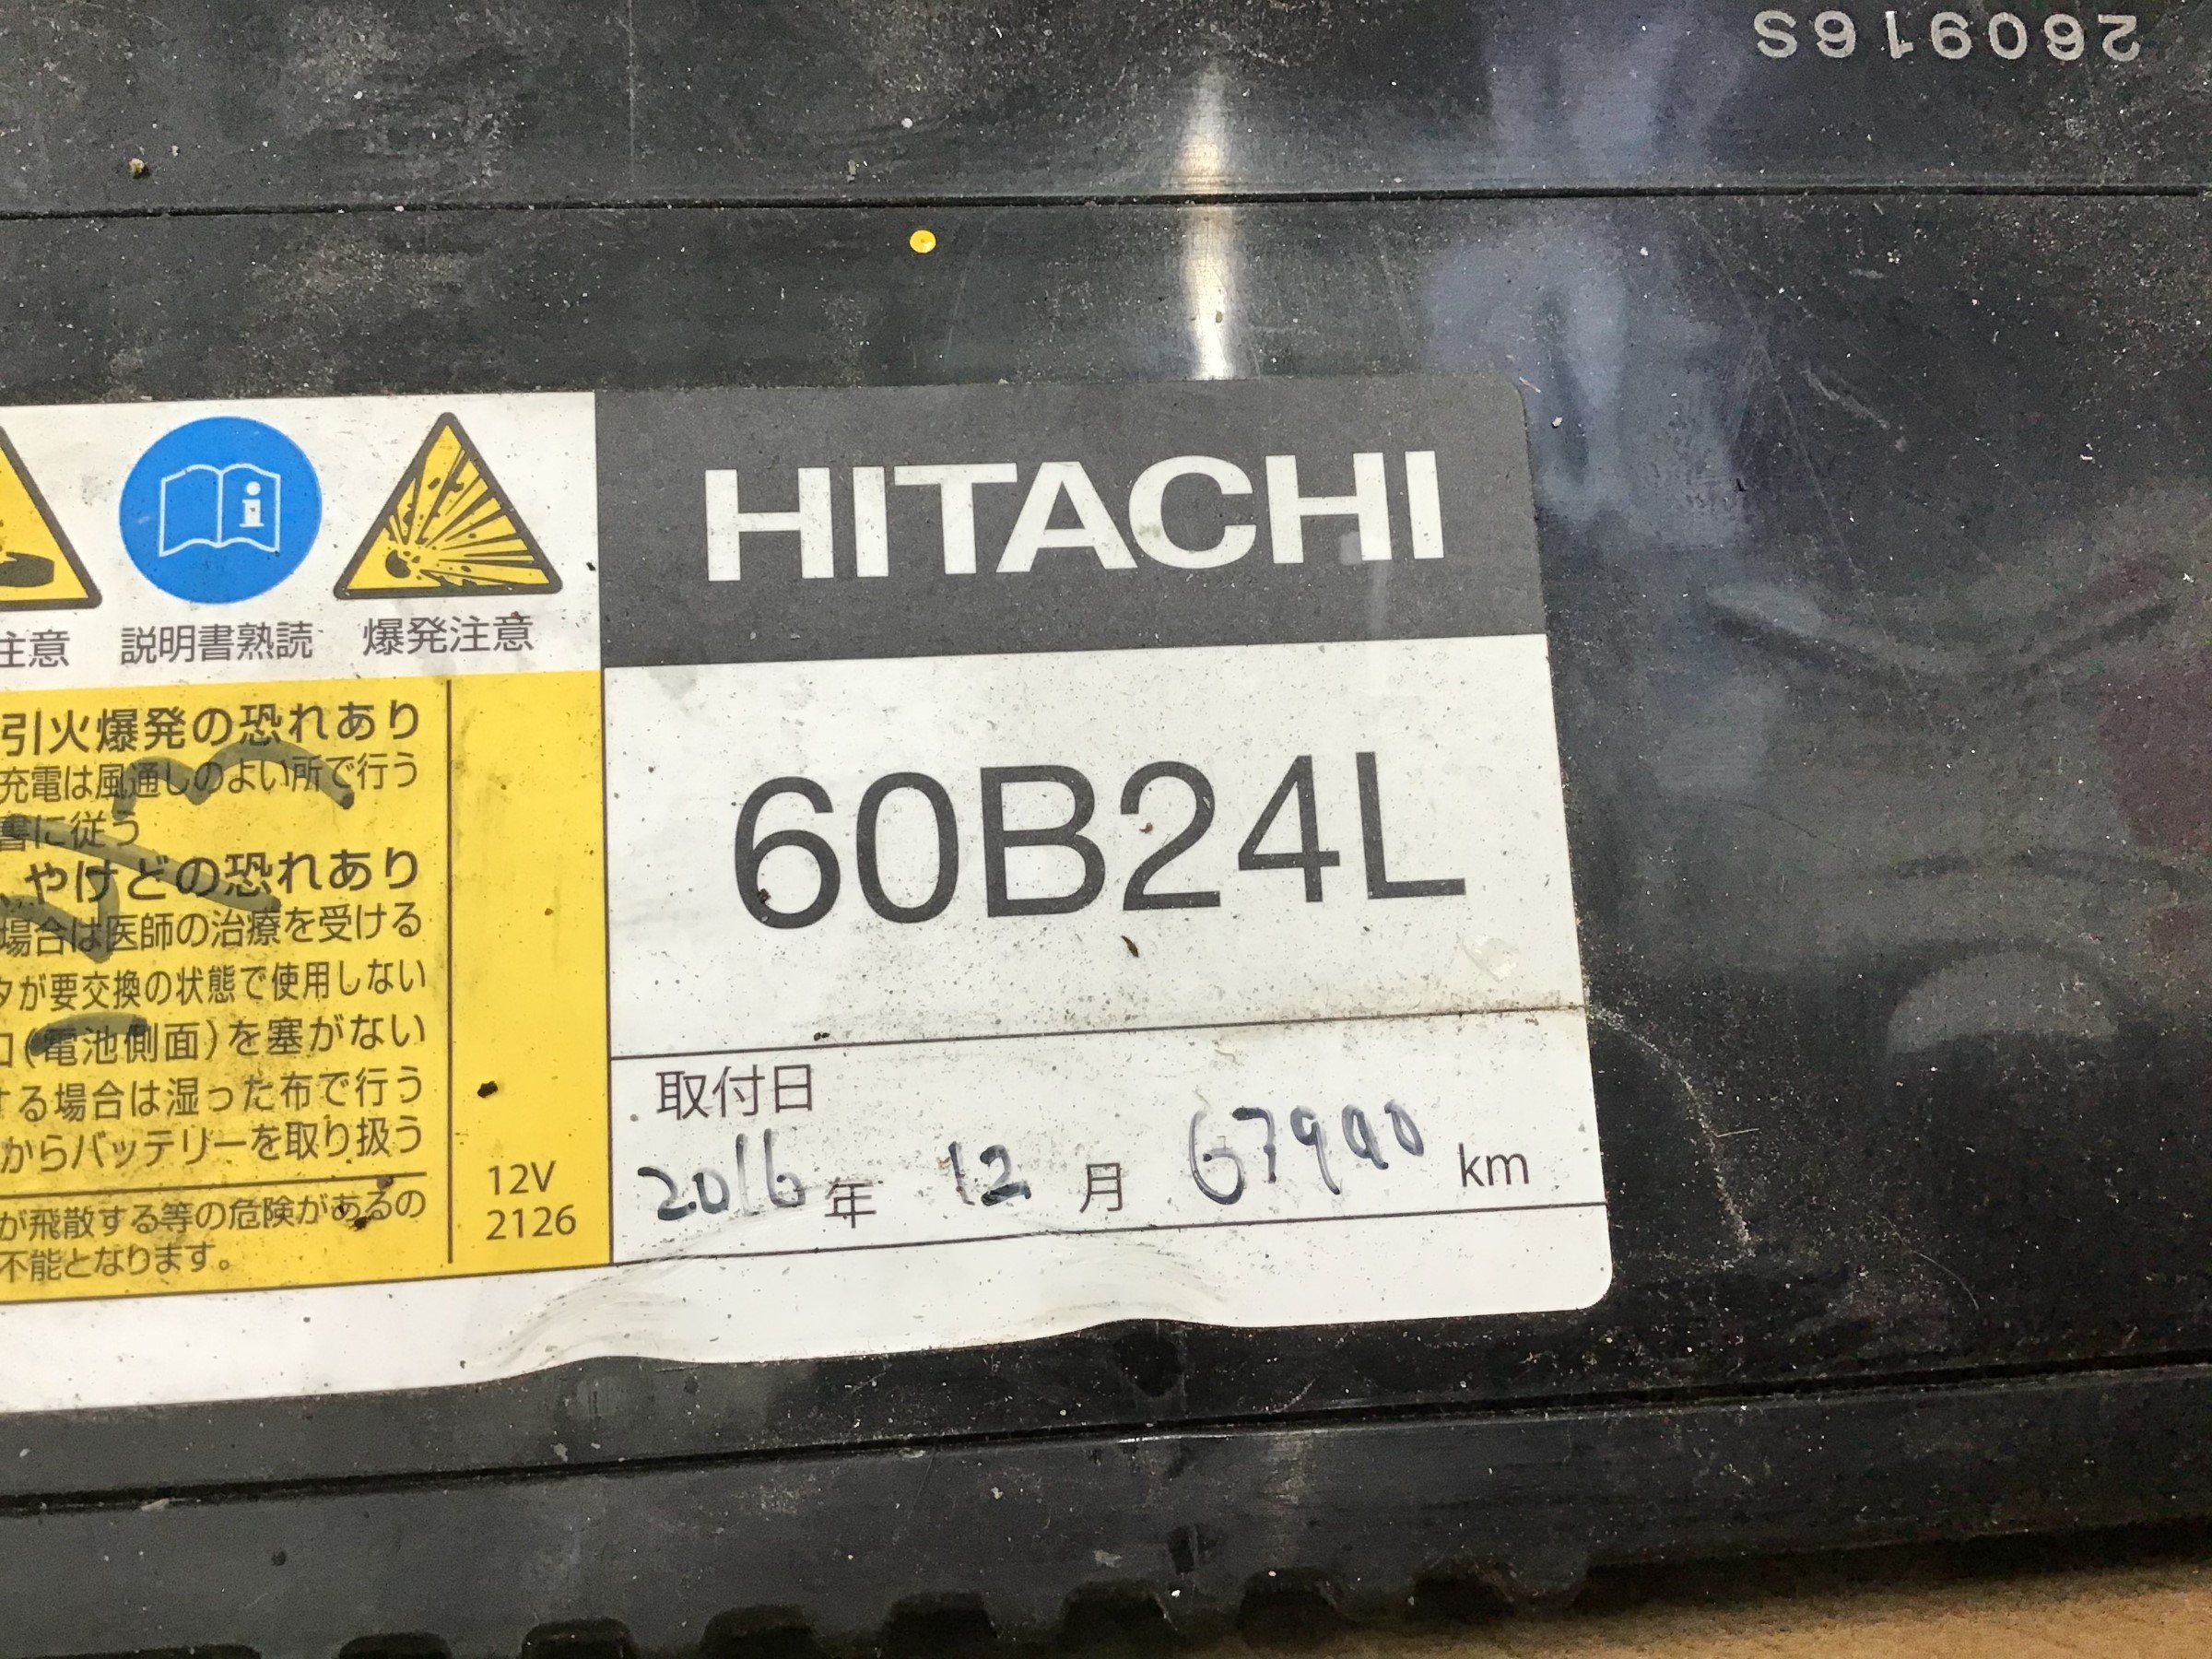 260916S
注意
説明書熟読
爆発注意
HITACHI
引火爆発の恐れあり
充電は風通しのよい所で行う
書に従う
やけどの恐れあり
場合は医師の治療を受ける
タが要交換の状態で使用しない
口(電池側面)を塞がない
する場合は湿った布で行う
からバッテリーを取り扱う
が飛散する等の危険があるの
不能となります。
12V
2126
60B24L
取付日
2016年 12月 67990 km